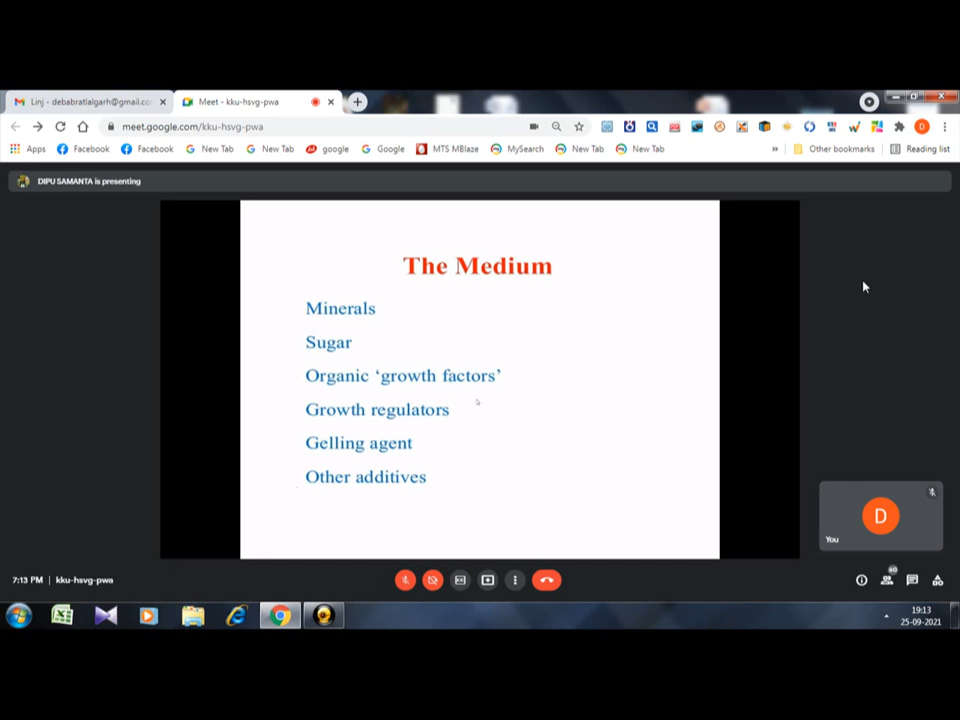 Linj - debabratlalgarh@gmail.co
Meet - kku-hsvg-pwa
meet.google.com/kku-hsvg-pwa
D
Apps
Facebook
Facebook
New Tab
New Tab
google
Google
MTS MBlaze
MySearch
New Tab
New Tab
»
Other bookmarks
Reading list
DIPU SAMANTA is presenting
The Medium
Minerals
Sugar
Organic ‘growth factors’
Growth regulators
Gelling agent
Other additives
D
You
7:13 PM | kku-hsvg-pwa
60
19:13
25-09-2021